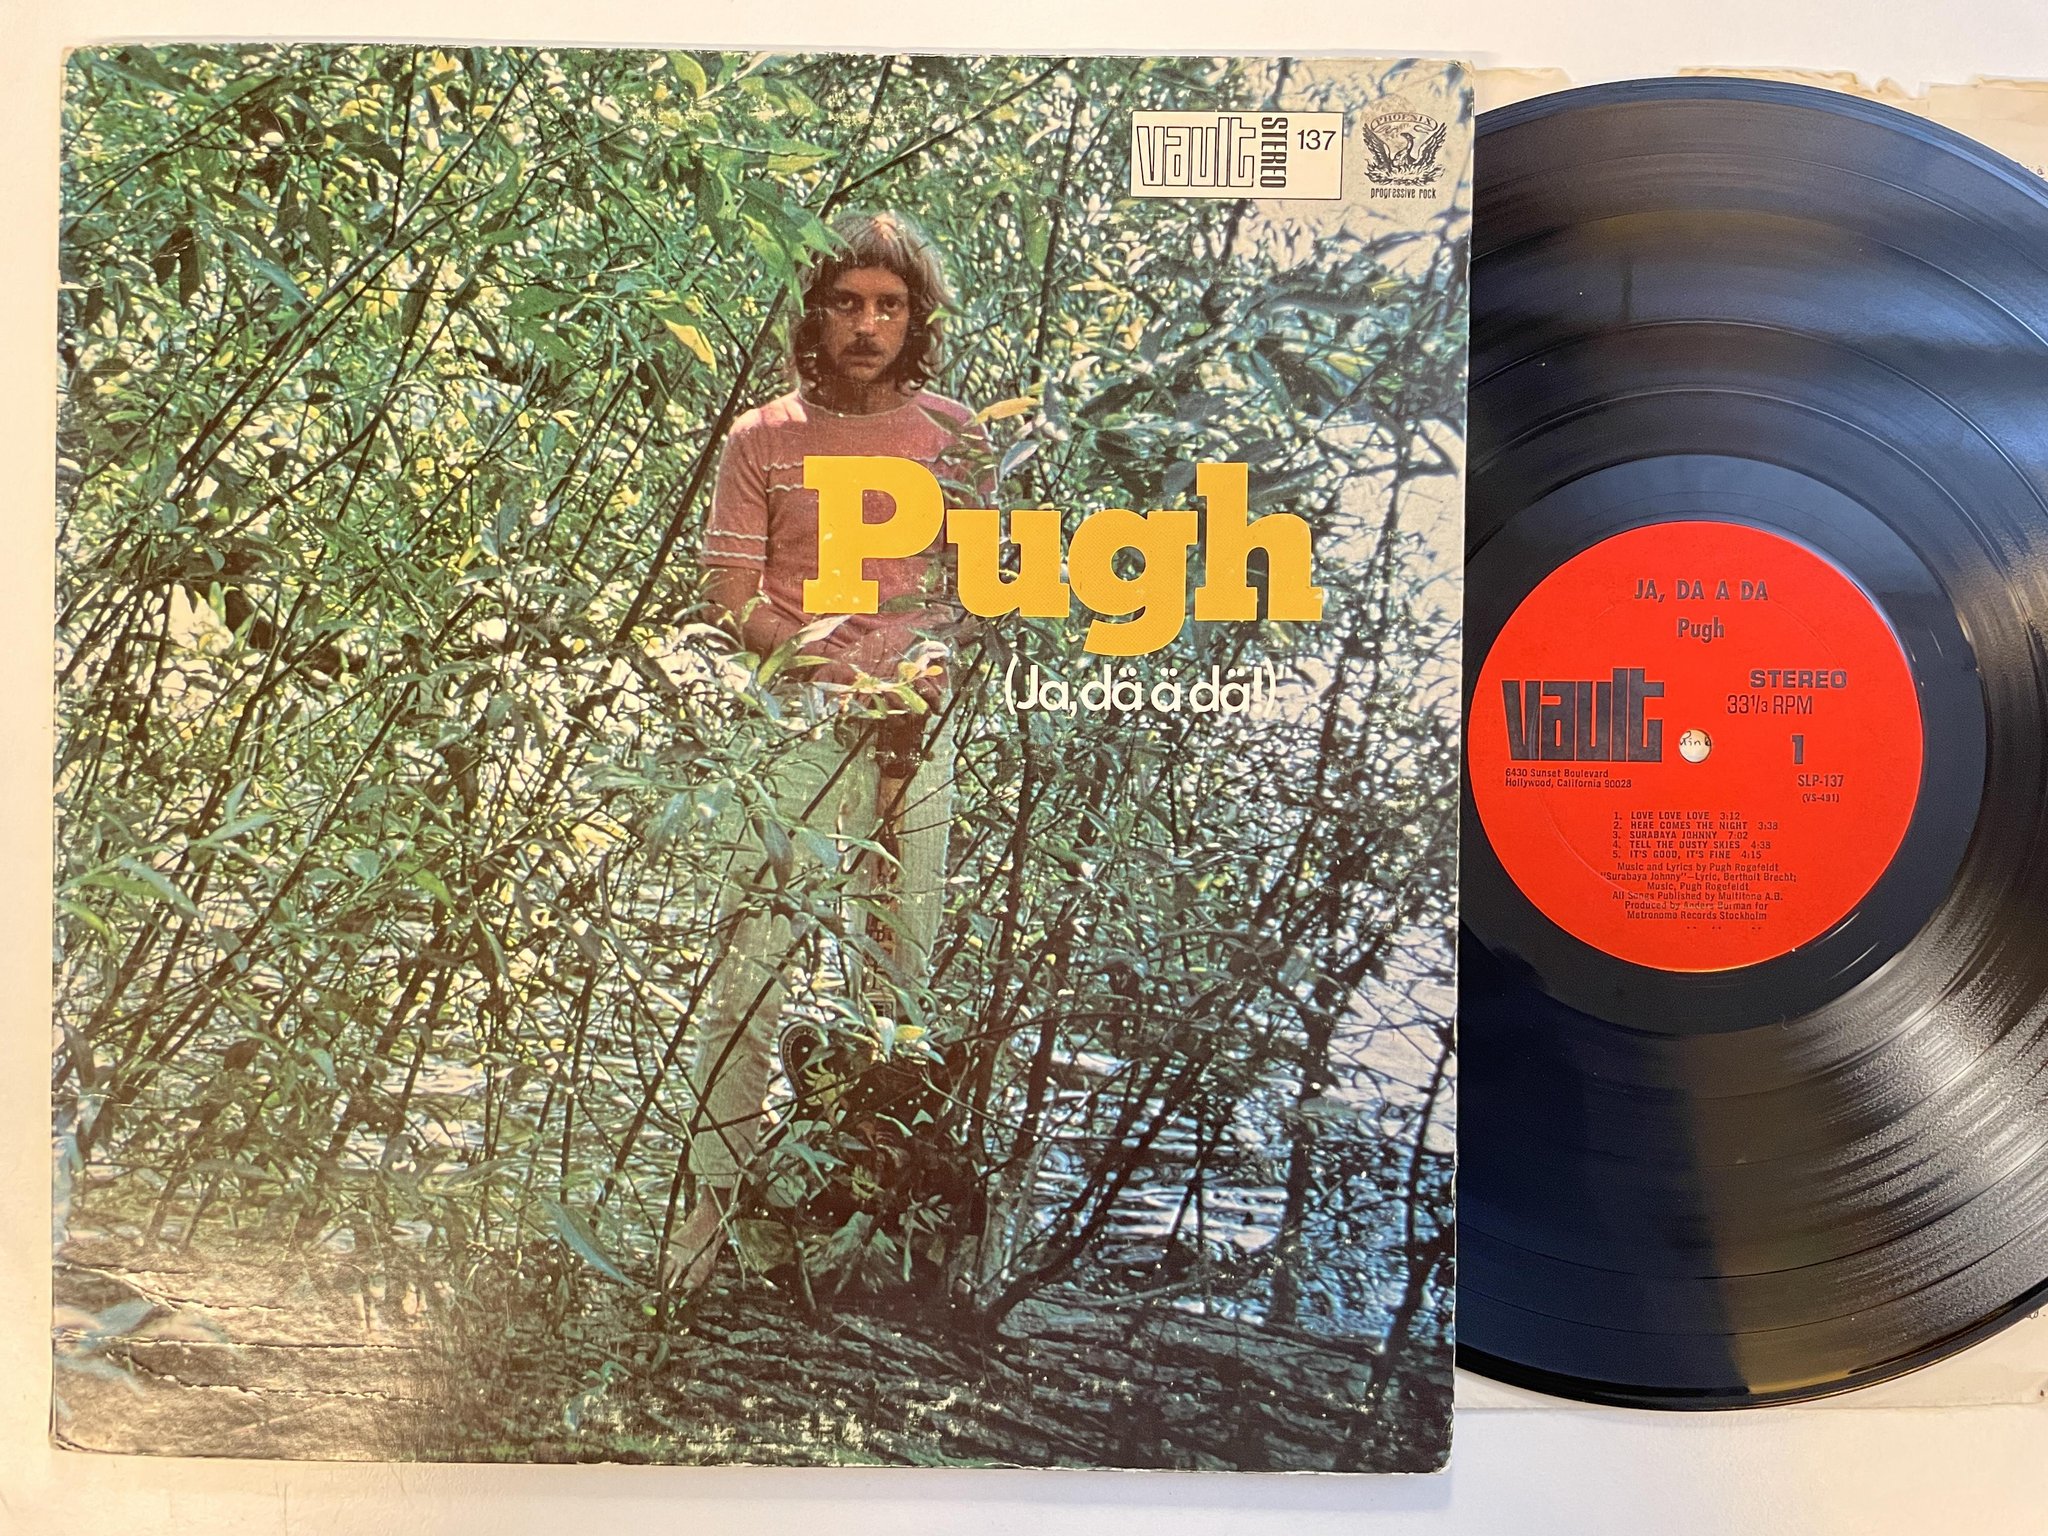 vault STEREO 137
PHOENIX
progressive rock
Pugh
(Ja, dä ä dä!)
JA, DA A DA
Pugh
vault
STEREO
33⅓ RPM
6430 Sunset Boulevard
Hollywood, California 90028
1
SLP-137
(VS-491)
1. LOVE LOVE LOVE 3:12
2. HERE COMES THE NIGHT 3:38
3. SURABAYA JOHNNY 7:02
4. TELL THE DUSTY SKIES 4:38
5. IT'S GOOD, IT'S FINE 4:15
Music and Lyrics by Pugh Rogefeldt
"Surabaya Johnny"—Lyric, Bertholt Brecht;
Music, Pugh Rogefeldt
All Songs Published by Multitone A.B.
Produced by Anders Burman for
Metronome Records Stockholm